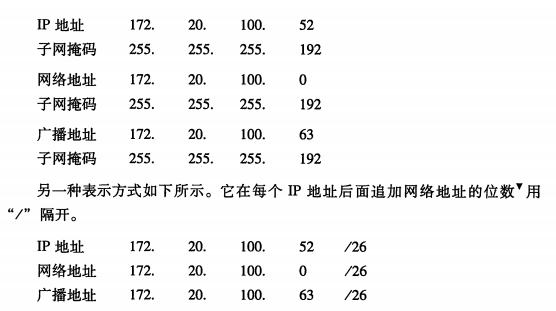 IP 地址 172. 20. 100. 52
子网掩码 255. 255. 255. 192
网络地址 172. 20. 100. 0
子网掩码 255. 255. 255. 192
广播地址 172. 20. 100. 63
子网掩码 255. 255. 255. 192
另一种表示方式如下所示。它在每个 IP 地址后面追加网络地址的位数▼用
“/”隔开。
IP 地址 172. 20. 100. 52 /26
网络地址 172. 20. 100. 0 /26
广播地址 172. 20. 100. 63 /26